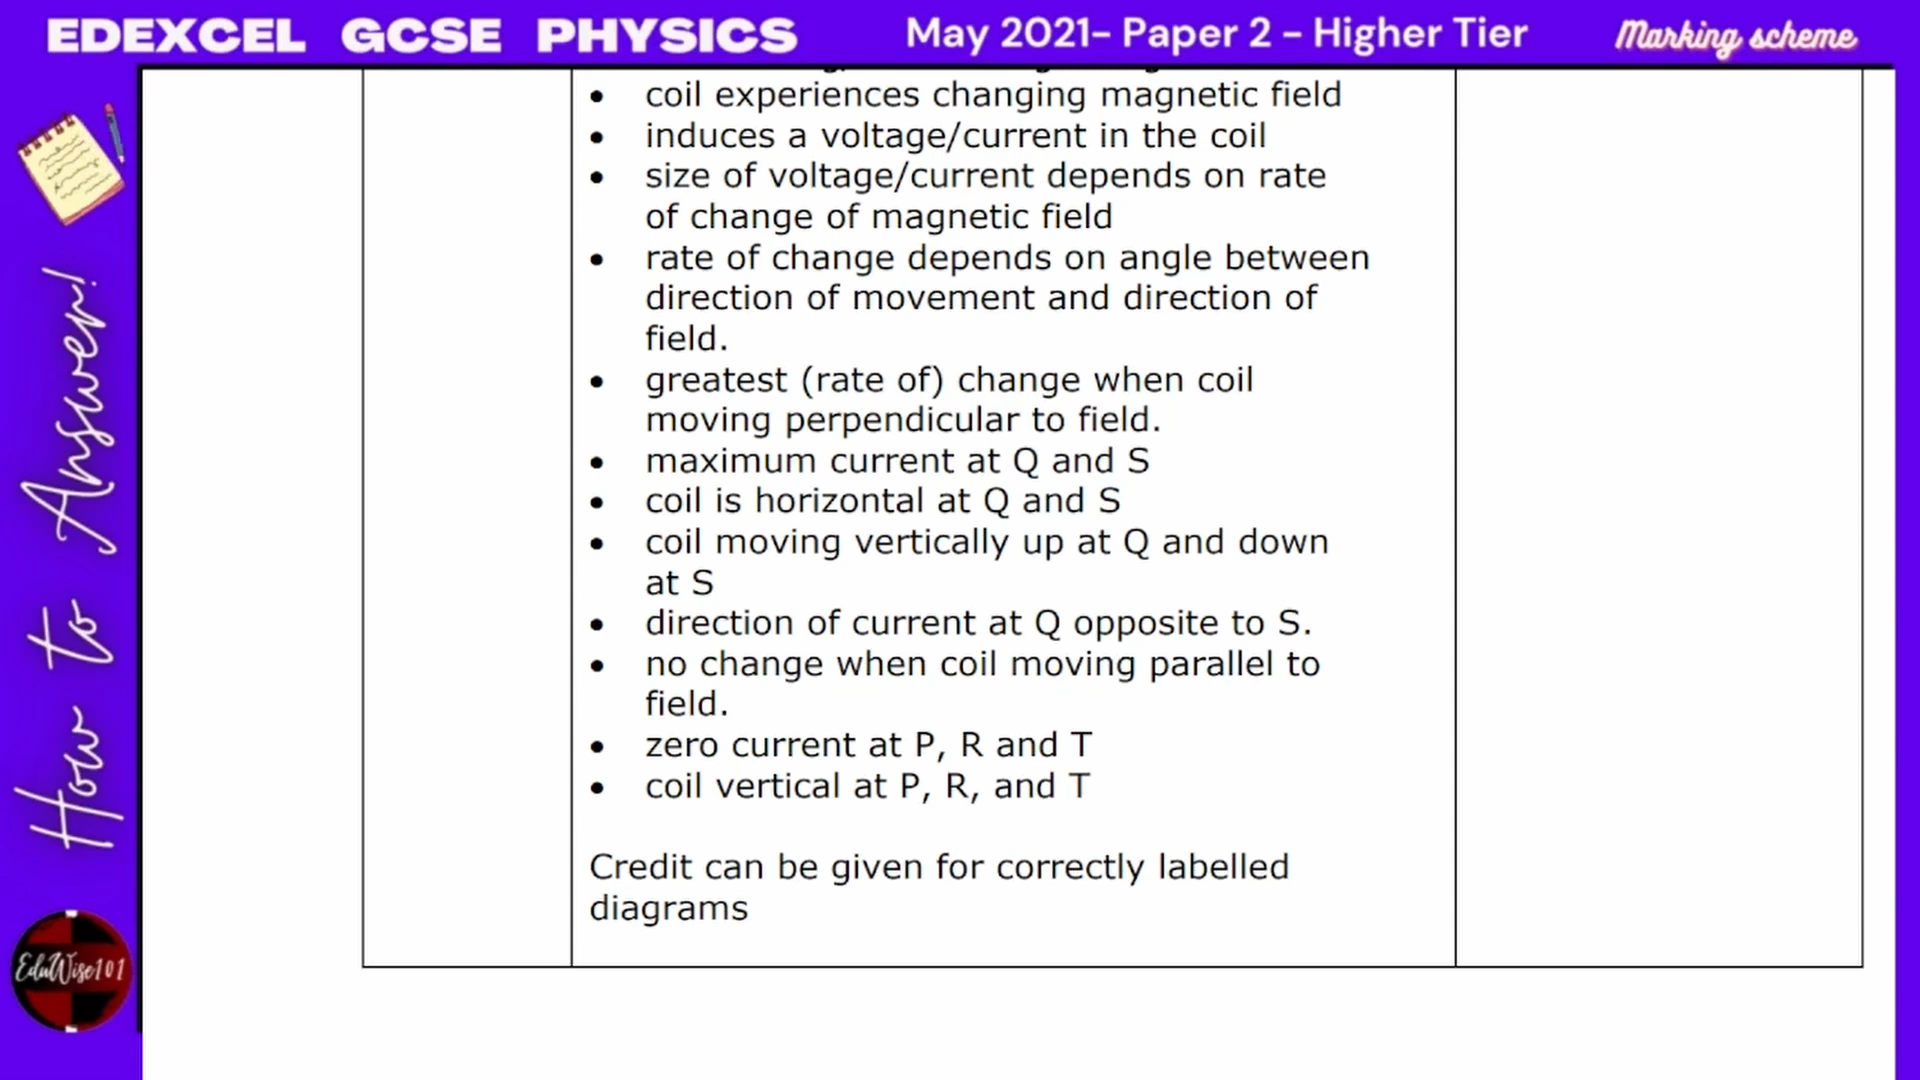 EDEXCEL GCSE PHYSICS
May 2021- Paper 2 - Higher Tier
Marking scheme
How to Answer!
• coil experiences changing magnetic field
• induces a voltage/current in the coil
• size of voltage/current depends on rate
of change of magnetic field
• rate of change depends on angle between
direction of movement and direction of
field.
• greatest (rate of) change when coil
moving perpendicular to field.
• maximum current at Q and S
• coil is horizontal at Q and S
• coil moving vertically up at Q and down
at S
• direction of current at Q opposite to S.
• no change when coil moving parallel to
field.
• zero current at P, R and T
• coil vertical at P, R, and T
Credit can be given for correctly labelled
diagrams
EduWise101